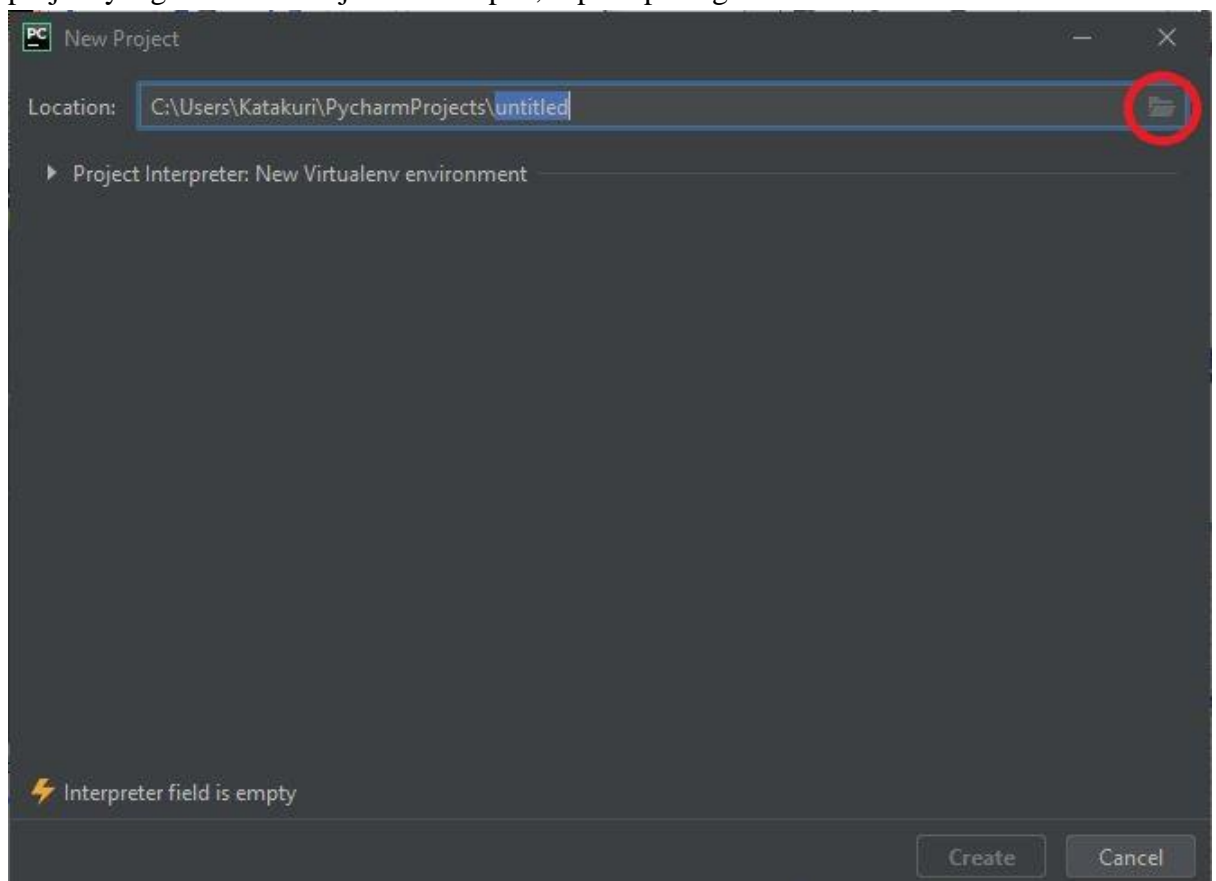 PC New Project
Location: C:\Users\Katakuri\PycharmProjects\untitled
Project Interpreter: New Virtualenv environment
Interpreter field is empty
Create Cancel